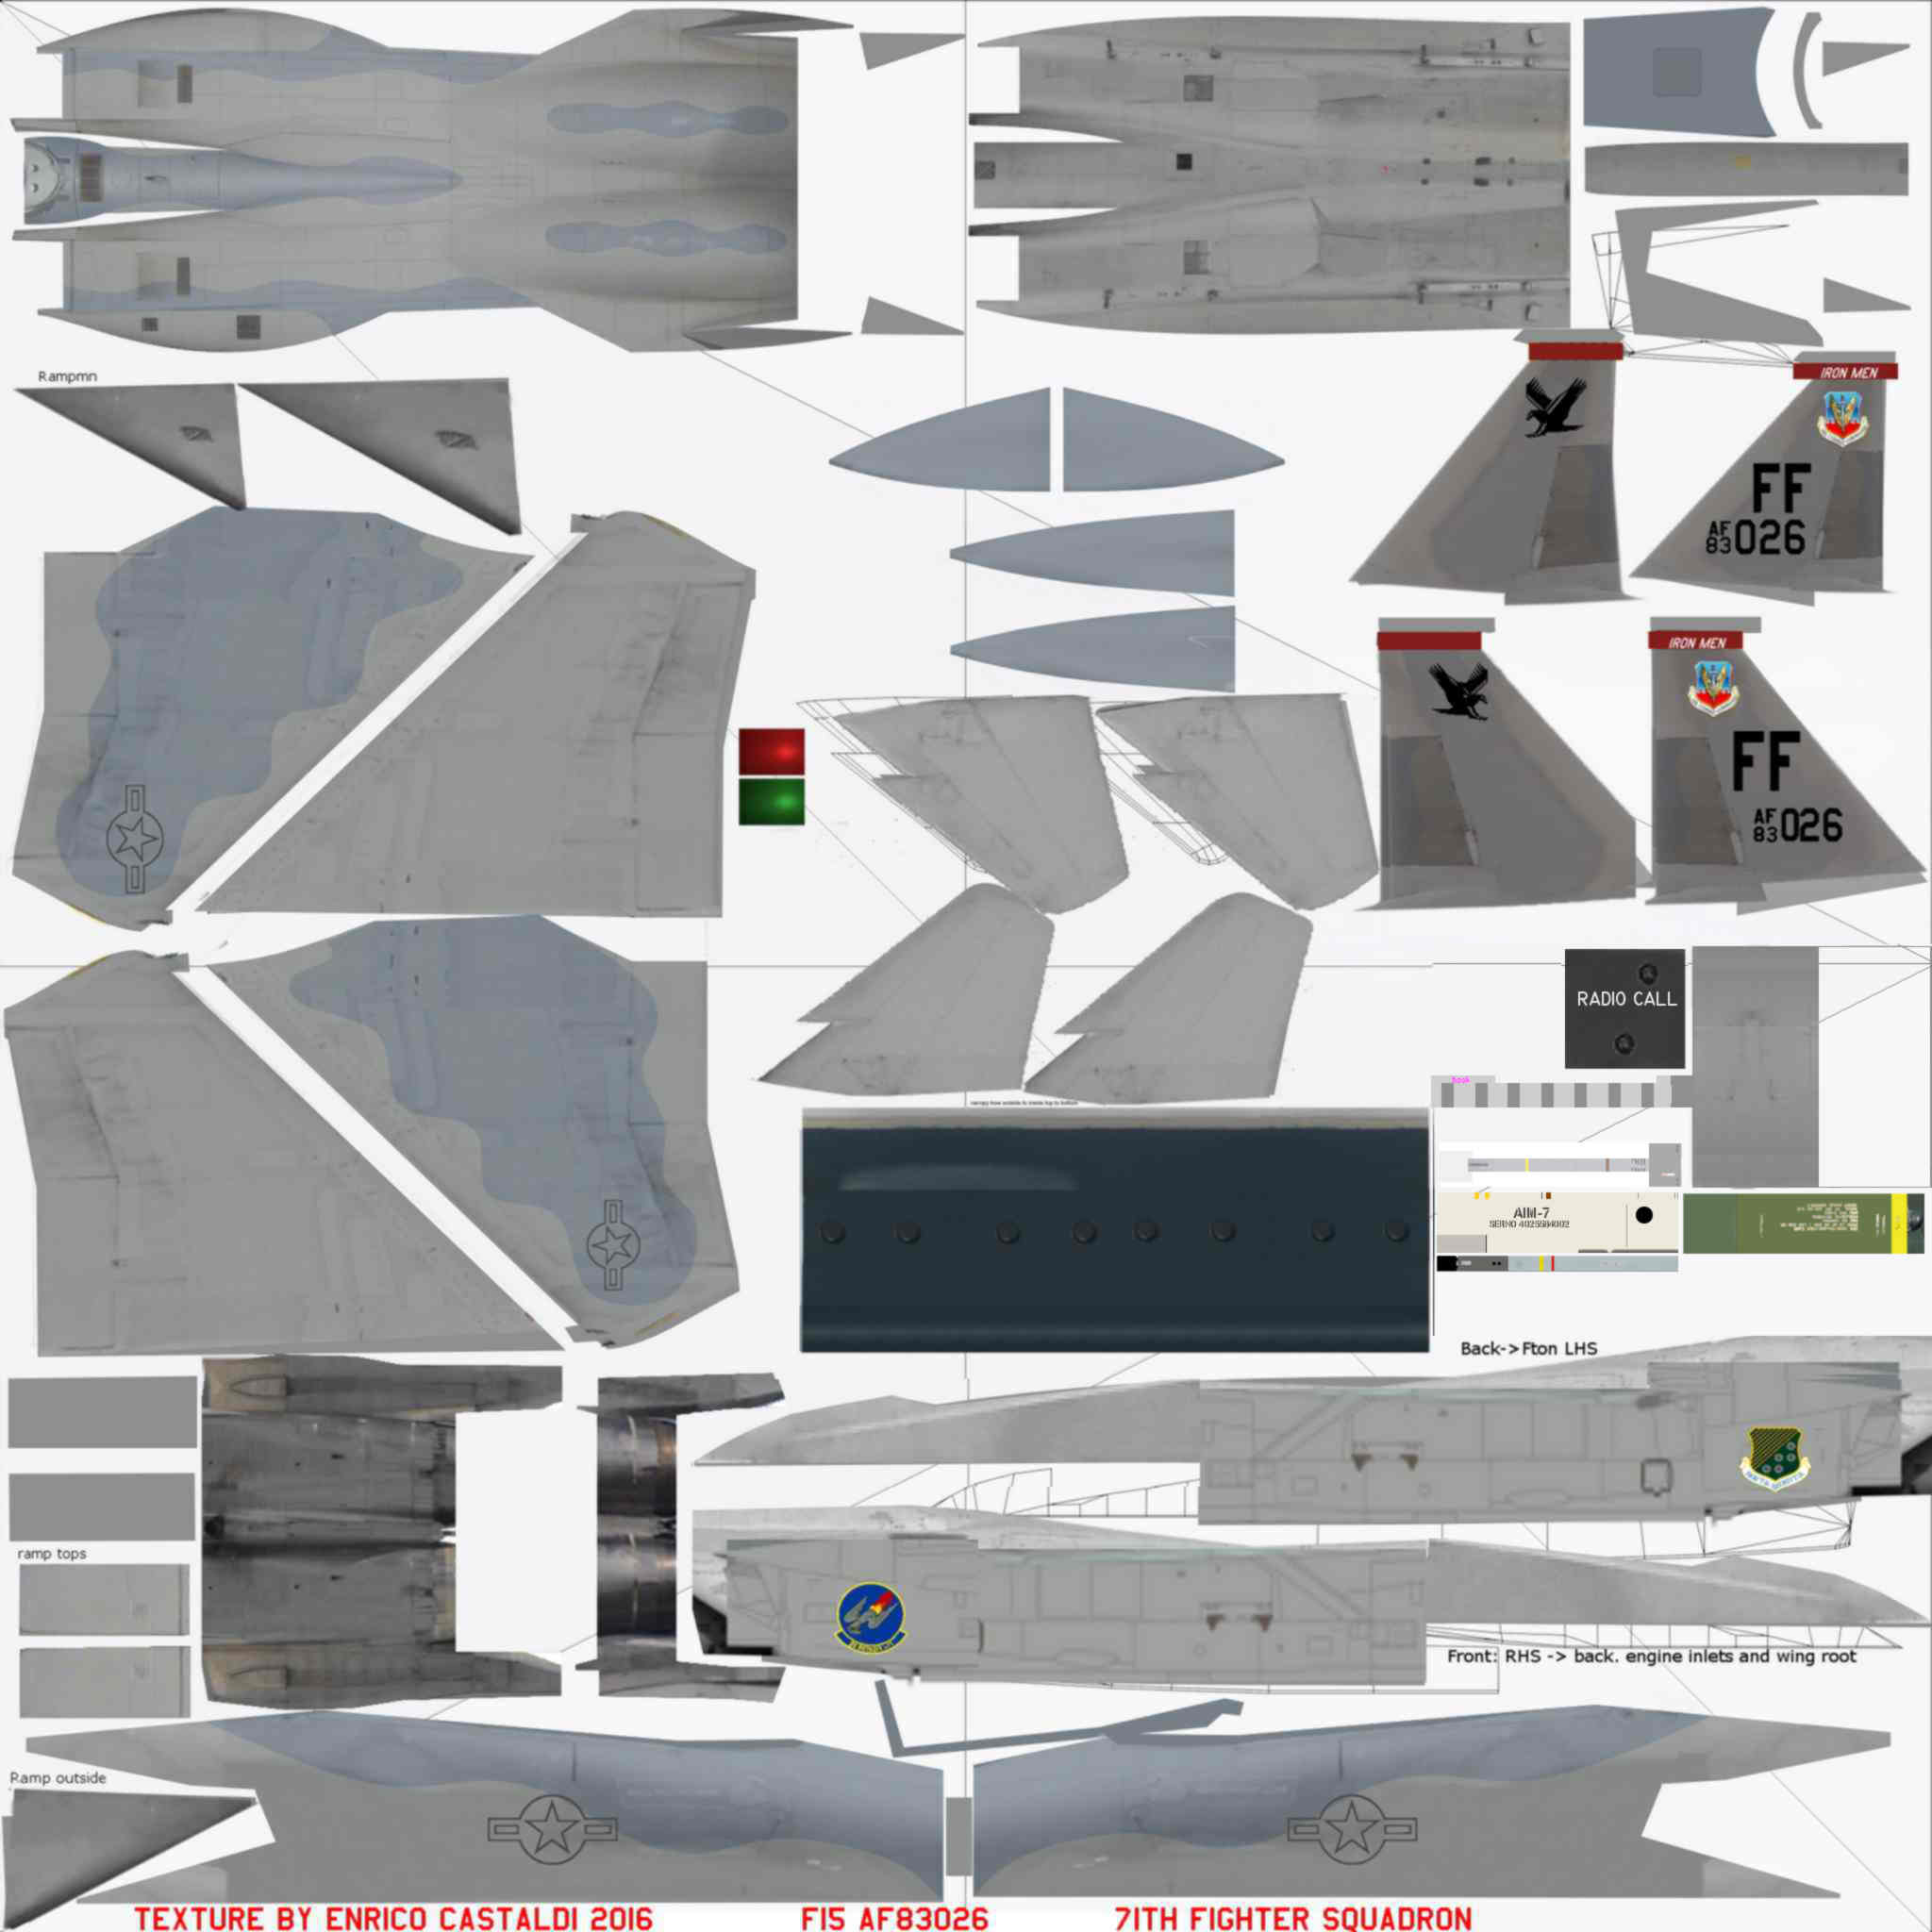 Rampmn
IRON MEN
FF
AF
83 026
IRON MEN
FF
AF
83 026
RADIO CALL
hook
AIM-7
Back->Fton LHS
ramp tops
Front: RHS -> back. engine inlets and wing root
Ramp outside
TEXTURE BY ENRICO CASTALDI 2016
F15 AF83026
71TH FIGHTER SQUADRON